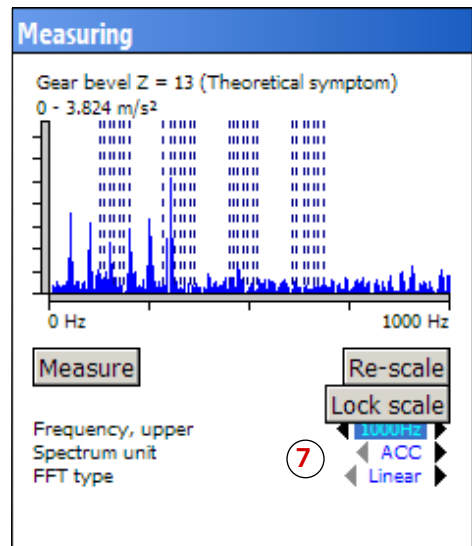 Measuring
Gear bevel Z = 13 (Theoretical symptom)
0 - 3.824 m/s²
0 Hz 1000 Hz
Measure Re-scale
Lock scale
Frequency, upper 1000Hz
Spectrum unit 7 ACC
FFT type Linear